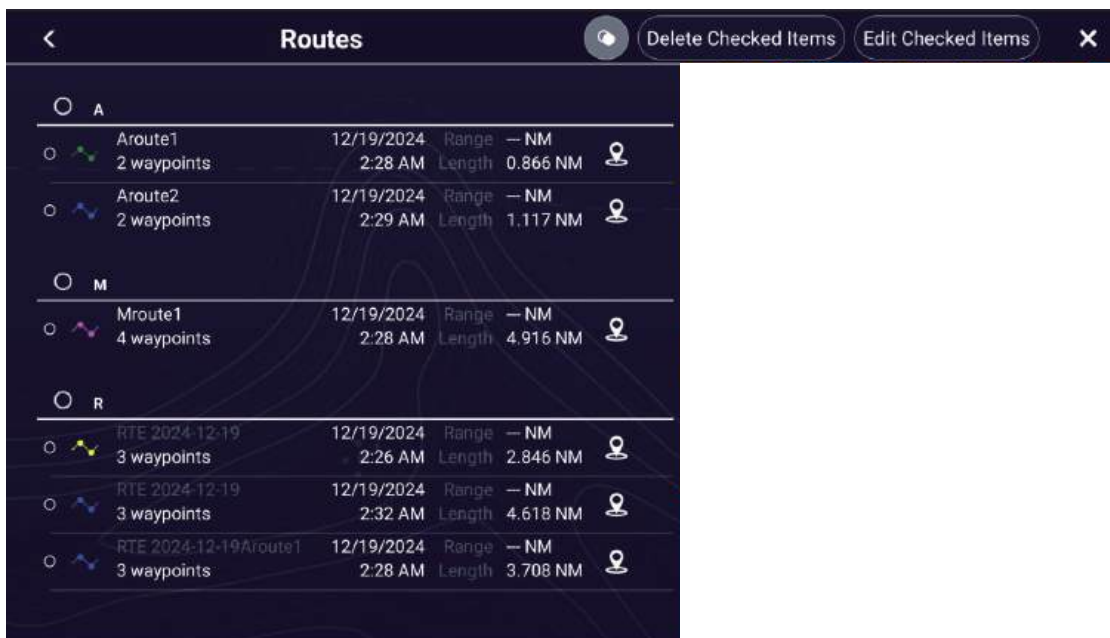 Routes
Delete Checked Items
Edit Checked Items
A
Aroute1 12/19/2024 Range — NM
2 waypoints 2:28 AM Length 0.866 NM
Aroute2 12/19/2024 Range — NM
2 waypoints 2:29 AM Length 1.117 NM
M
Mroute1 12/19/2024 Range — NM
4 waypoints 2:28 AM Length 4.916 NM
R
RTE 2024-12-19 12/19/2024 Range — NM
3 waypoints 2:26 AM Length 2.846 NM
RTE 2024-12-19 12/19/2024 Range — NM
3 waypoints 2:32 AM Length 4.618 NM
RTE 2024-12-19Aroute1 12/19/2024 Range — NM
3 waypoints 2:28 AM Length 3.708 NM